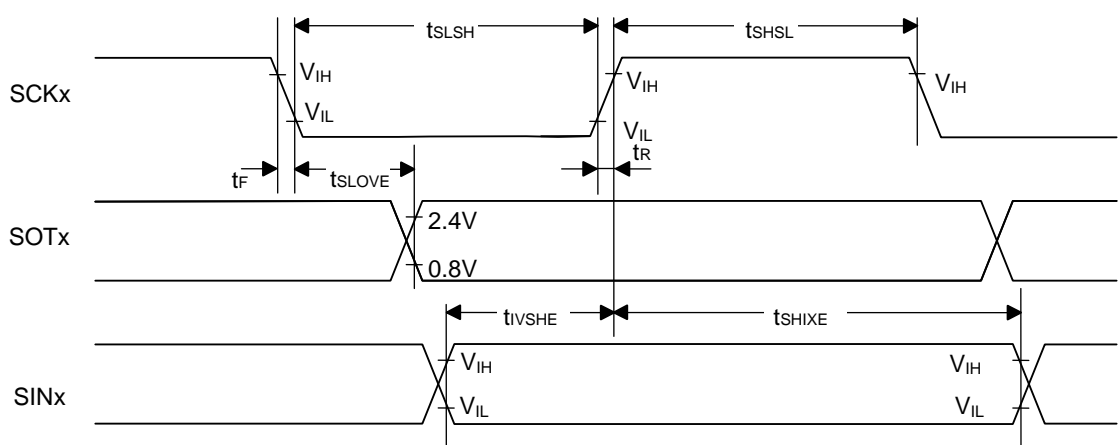 tSLSH
tSHSL
SCKx
VIH
VIL
VIH
VIL
VIH
tF
tSLOVE
tR
SOTx
2.4V
0.8V
tIVSHE
tSHIXE
SINx
VIH
VIL
VIH
VIL